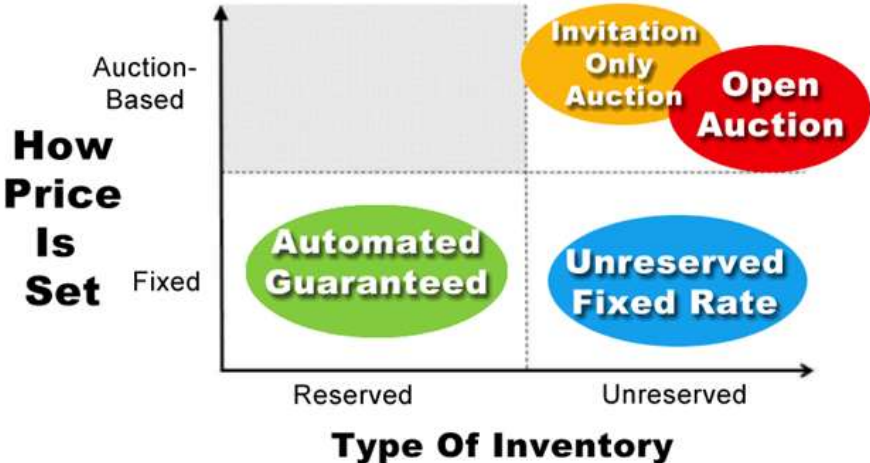 Invitation
Only
Auction
Open
Auction
Auction-
Based
How
Price
Is
Set
Fixed
Automated
Guaranteed
Unreserved
Fixed Rate
Reserved
Unreserved
Type Of Inventory